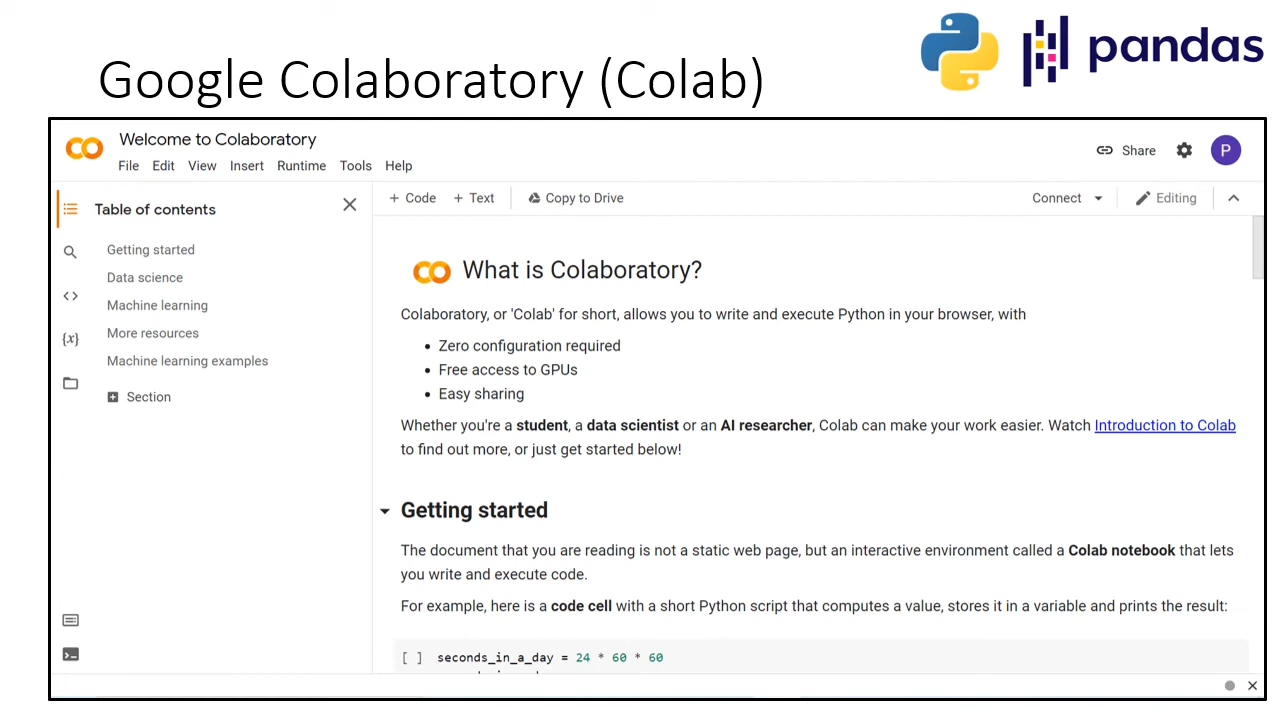 Google Colaboratory (Colab)
pandas
Welcome to Colaboratory
File Edit View Insert Runtime Tools Help
Share
P
Table of contents
Getting started
Data science
Machine learning
More resources
Machine learning examples
Section
+ Code + Text Copy to Drive
Connect Editing
What is Colaboratory?
Colaboratory, or 'Colab' for short, allows you to write and execute Python in your browser, with
• Zero configuration required
• Free access to GPUs
• Easy sharing
Whether you're a student, a data scientist or an AI researcher, Colab can make your work easier. Watch Introduction to Colab
to find out more, or just get started below!
Getting started
The document that you are reading is not a static web page, but an interactive environment called a Colab notebook that lets
you write and execute code.
For example, here is a code cell with a short Python script that computes a value, stores it in a variable and prints the result:
[ ] seconds_in_a_day = 24 * 60 * 60